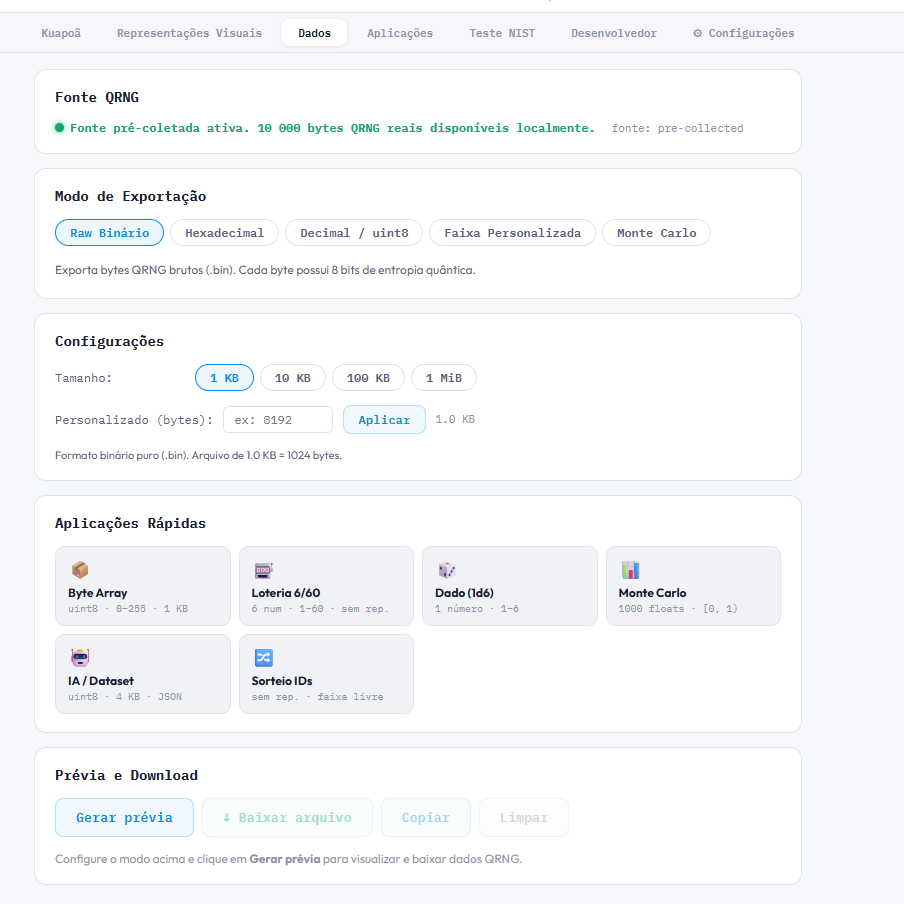 Kuapoã Representações Visuais Dados Aplicações Teste NIST Desenvolvedor ⚙ Configurações
Fonte QRNG
Fonte pré-coletada ativa. 10 000 bytes QRNG reais disponíveis localmente. fonte: pre-collected
Modo de Exportação
Raw Binário Hexadecimal Decimal / uint8 Faixa Personalizada Monte Carlo
Exporta bytes QRNG brutos (.bin). Cada byte possui 8 bits de entropia quântica.
Configurações
Tamanho: 1 KB 10 KB 100 KB 1 MiB
Personalizado (bytes): ex: 8192 Aplicar 1.0 KB
Formato binário puro (.bin). Arquivo de 1.0 KB = 1024 bytes.
Aplicações Rápidas
Byte Array Loteria 6/60 Dado (1d6) Monte Carlo
uint8 · 0–255 · 1 KB 6 num · 1–60 · sem rep. 1 número · 1–6 1000 floats · [0, 1)
IA / Dataset Sorteio IDs
uint8 · 4 KB · JSON sem rep. · faixa livre
Prévia e Download
Gerar prévia ↓ Baixar arquivo Copiar Limpar
Configure o modo acima e clique em Gerar prévia para visualizar e baixar dados QRNG.